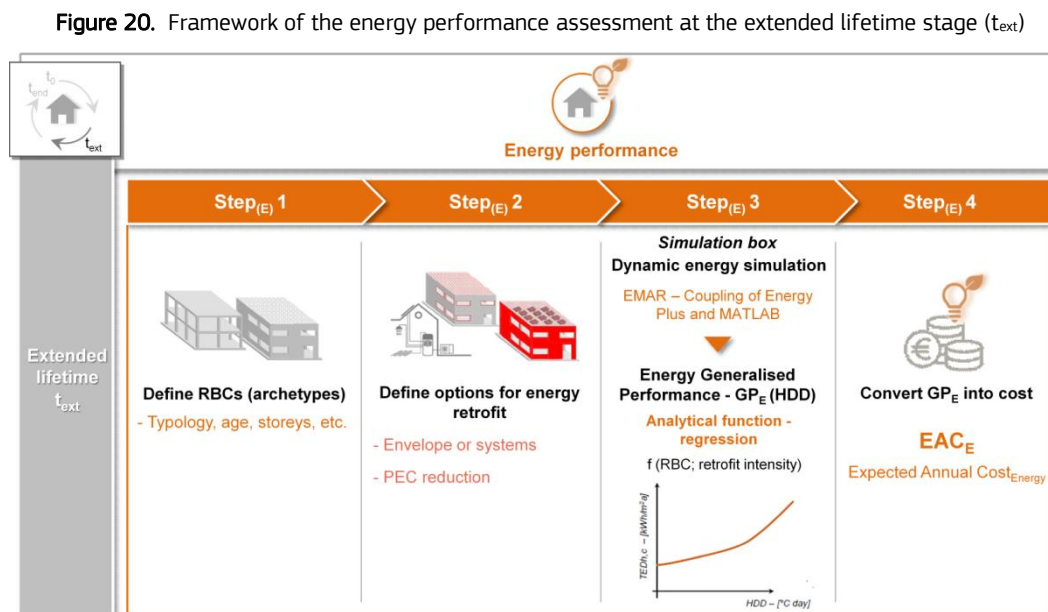 Figure 20. Framework of the energy performance assessment at the extended lifetime stage (text)
t0
tend
text
Energy performance
Step(E) 1
Step(E) 2
Step(E) 3
Step(E) 4
Extended
lifetime
text
Define RBCs (archetypes)
- Typology, age, storeys, etc.
Define options for energy
retrofit
- Envelope or systems
- PEC reduction
Simulation box
Dynamic energy simulation
EMAR – Coupling of Energy
Plus and MATLAB
Energy Generalised
Performance - GPE (HDD)
Analytical function -
regression
f (RBC; retrofit intensity)
TEDh,c – [kWh/m²a]
HDD – [°C day]
€
Convert GPE into cost
EACE
Expected Annual CostEnergy